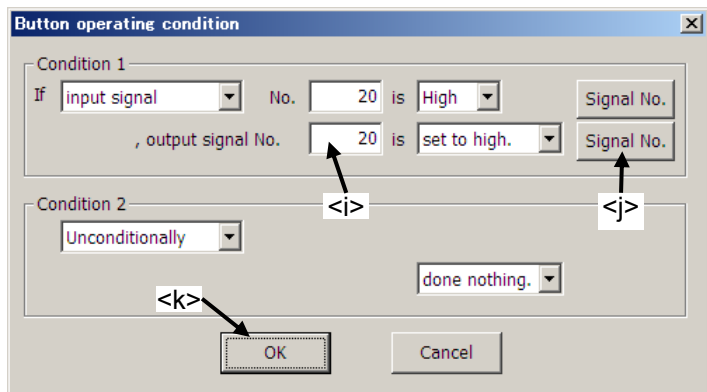 Button operating condition
Condition 1
If input signal No. 20 is High Signal No.
, output signal No. 20 is set to high. Signal No.
<i> <j>
Condition 2
Unconditionally
done nothing.
<k>
OK Cancel